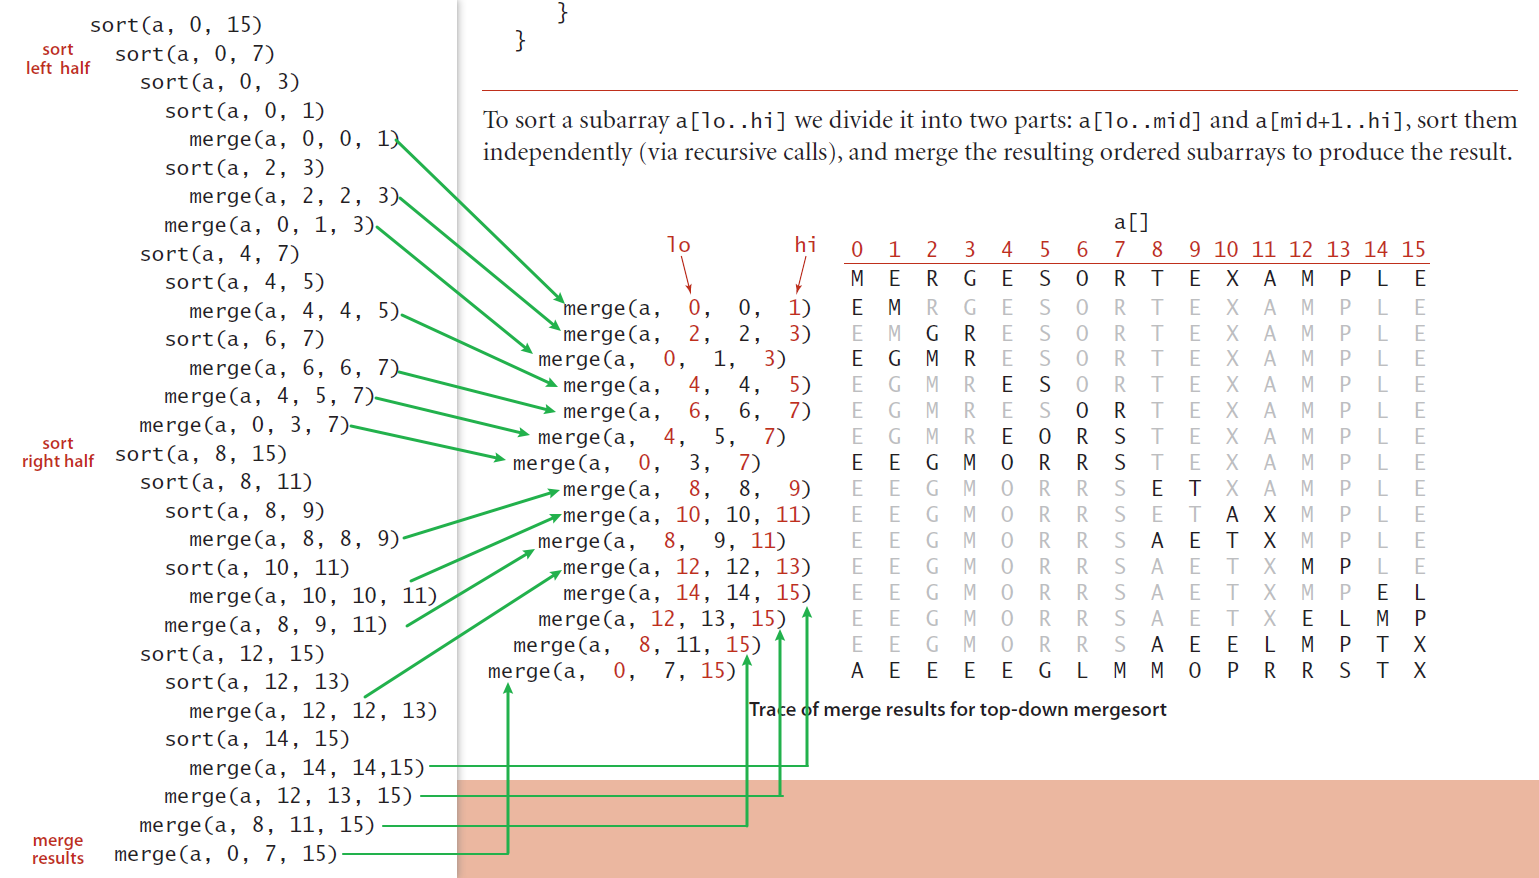 sort(a, 0, 15)
sort
left half
sort(a, 0, 7)
sort(a, 0, 3)
sort(a, 0, 1)
merge(a, 0, 0, 1)
sort(a, 2, 3)
merge(a, 2, 2, 3)
merge(a, 0, 1, 3)
sort(a, 4, 7)
sort(a, 4, 5)
merge(a, 4, 4, 5)
sort(a, 6, 7)
merge(a, 6, 6, 7)
merge(a, 4, 5, 7)
merge(a, 0, 3, 7)
sort
right half
sort(a, 8, 15)
sort(a, 8, 11)
sort(a, 8, 9)
merge(a, 8, 8, 9)
sort(a, 10, 11)
merge(a, 10, 10, 11)
merge(a, 8, 9, 11)
sort(a, 12, 15)
sort(a, 12, 13)
merge(a, 12, 12, 13)
sort(a, 14, 15)
merge(a, 14, 14,15)
merge(a, 12, 13, 15)
merge(a, 8, 11, 15)
merge
results
merge(a, 0, 7, 15)
}
}
To sort a subarray a[lo..hi] we divide it into two parts: a[lo..mid] and a[mid+1..hi], sort them
independently (via recursive calls), and merge the resulting ordered subarrays to produce the result.
a[]
lo hi 0 1 2 3 4 5 6 7 8 9 10 11 12 13 14 15
M E R G E S O R T E X A M P L E
merge(a, 0, 0, 1) E M R G E S O R T E X A M P L E
merge(a, 2, 2, 3) E M G R E S O R T E X A M P L E
merge(a, 0, 1, 3) E G M R E S O R T E X A M P L E
merge(a, 4, 4, 5) E G M R E S O R T E X A M P L E
merge(a, 6, 6, 7) E G M R E S O R T E X A M P L E
merge(a, 4, 5, 7) E G M R E O R S T E X A M P L E
merge(a, 0, 3, 7) E E G M O R R S T E X A M P L E
merge(a, 8, 8, 9) E E G M O R R S E T X A M P L E
merge(a, 10, 10, 11) E E G M O R R S E T A X M P L E
merge(a, 8, 9, 11) E E G M O R R S A E T X M P L E
merge(a, 12, 12, 13) E E G M O R R S A E T X M P L E
merge(a, 14, 14, 15) E E G M O R R S A E T X M P E L
merge(a, 12, 13, 15) E E G M O R R S A E T X E L M P
merge(a, 8, 11, 15) E E G M O R R S A E E L M P T X
merge(a, 0, 7, 15) A E E E E G L M M O P R R S T X
Trace of merge results for top-down mergesort